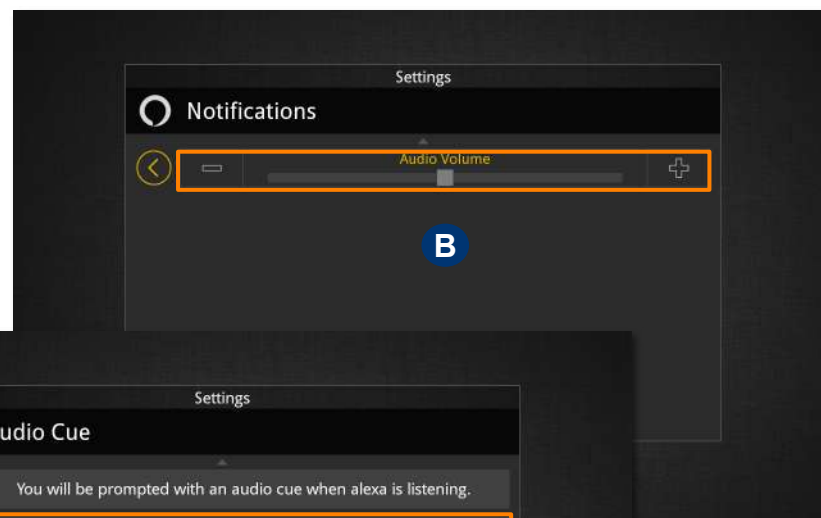 Settings
Notifications
Audio Volume
B
Settings
udio Cue
You will be prompted with an audio cue when alexa is listening.